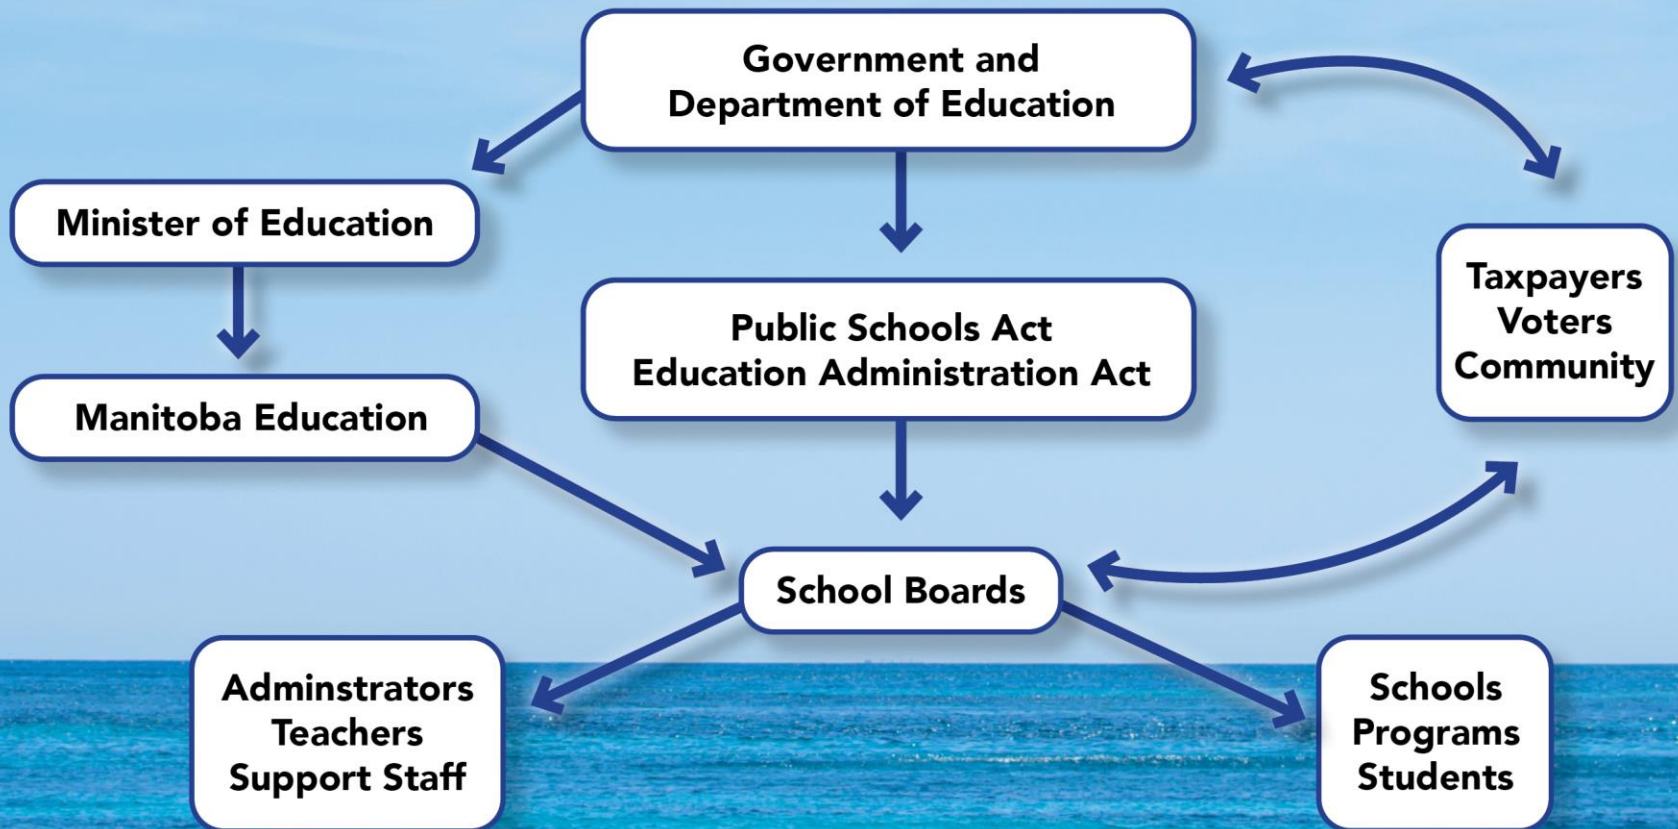 Government and
Department of Education
Minister of Education
Taxpayers
Voters
Community
Public Schools Act
Education Administration Act
Manitoba Education
School Boards
Adminstrators
Teachers
Support Staff
Schools
Programs
Students